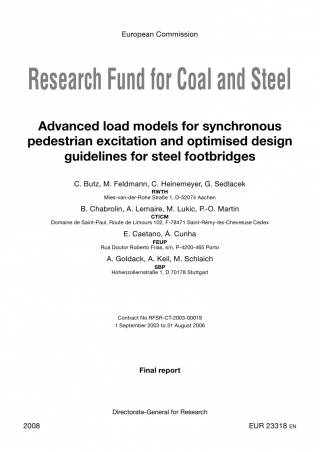 European Commission
Research Fund for Coal and Steel
Advanced load models for synchronous
pedestrian excitation and optimised design
guidelines for steel footbridges
C. Butz, M. Feldmann, C. Heinemeyer, G. Sedlacek
RWTH
Mies-van-der-Rohe Straße 1, D-52074 Aachen
B. Chabrolin, A. Lemaire, M. Lukic, P.-O. Martin
CTICM
Domaine de Saint-Paul, Route de Limours 102, F-78471 Saint-Rémy-lès-Chevreuse Cedex
E. Caetano, Á. Cunha
FEUP
Rua Doutor Roberto Frias, s/n, P-4200-465 Porto
A. Goldack, A. Keil, M. Schlaich
SBP
Hohenzollernstraße 1, D 70178 Stuttgart
Contract No RFSR-CT-2003-00019
1 September 2003 to 31 August 2006
Final report
Directorate-General for Research
2008 EUR 23318 EN